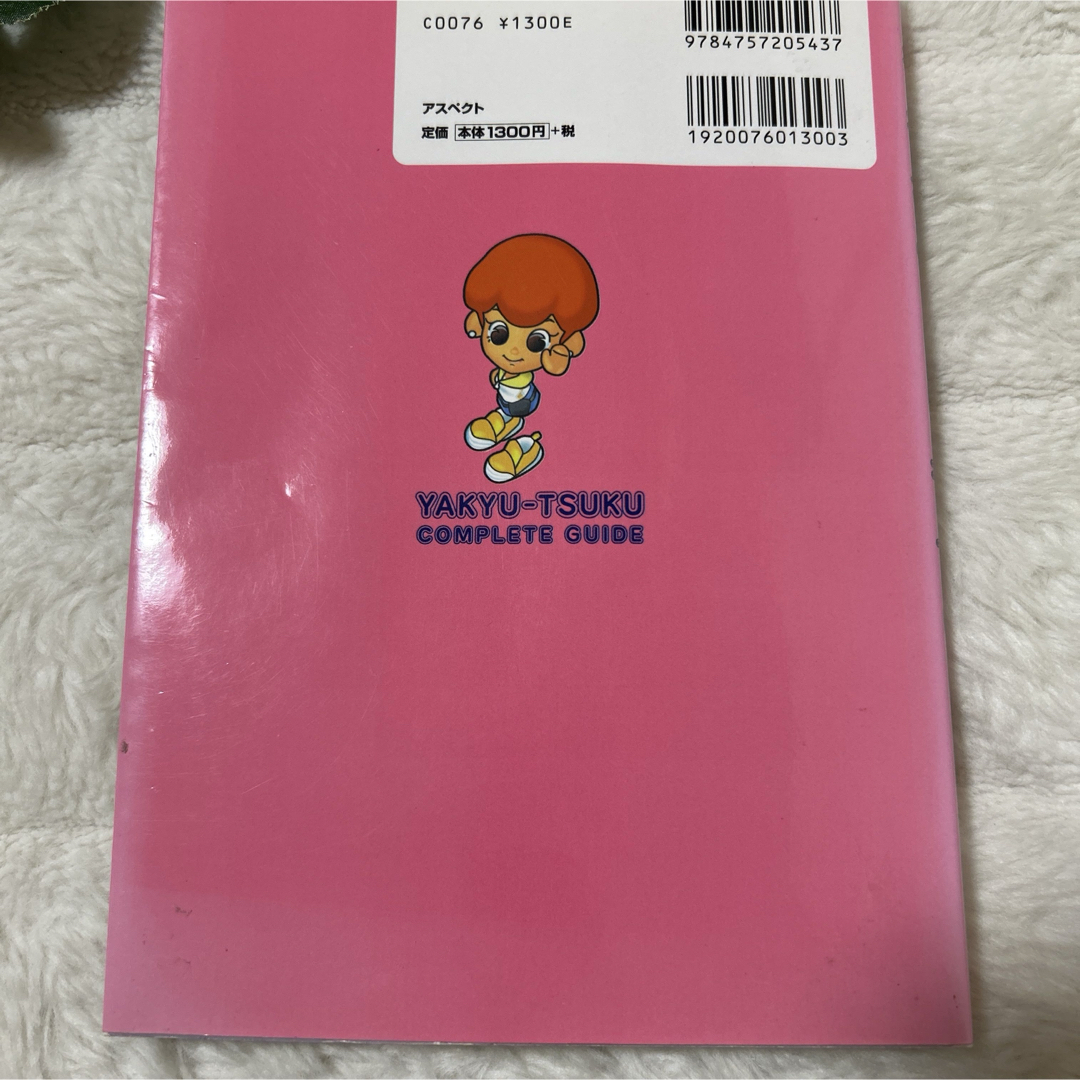 C0076 ¥1300E
9784757205437
アスペクト
定価 本体1300円+税
1920076013003
YAKYU-TSUKU
COMPLETE GUIDE